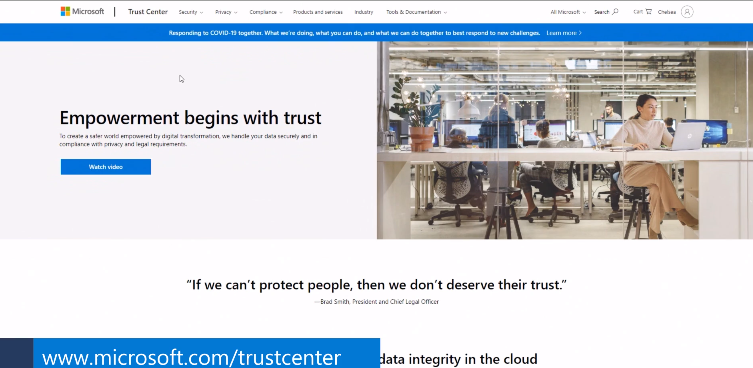 Microsoft Trust Center Security Privacy Compliance Products and services Industry Tools & Documentation All Microsoft Search Cart Chelsea
Responding to COVID-19 together. What we're doing, what you can do, and what we can do together to best respond to new challenges. Learn more
Empowerment begins with trust
To create a safer world empowered by digital transformation, we handle your data securely and in
compliance with privacy and legal requirements.
Watch video
“If we can’t protect people, then we don’t deserve their trust.”
—Brad Smith, President and Chief Legal Officer
data integrity in the cloud
www.microsoft.com/trustcenter